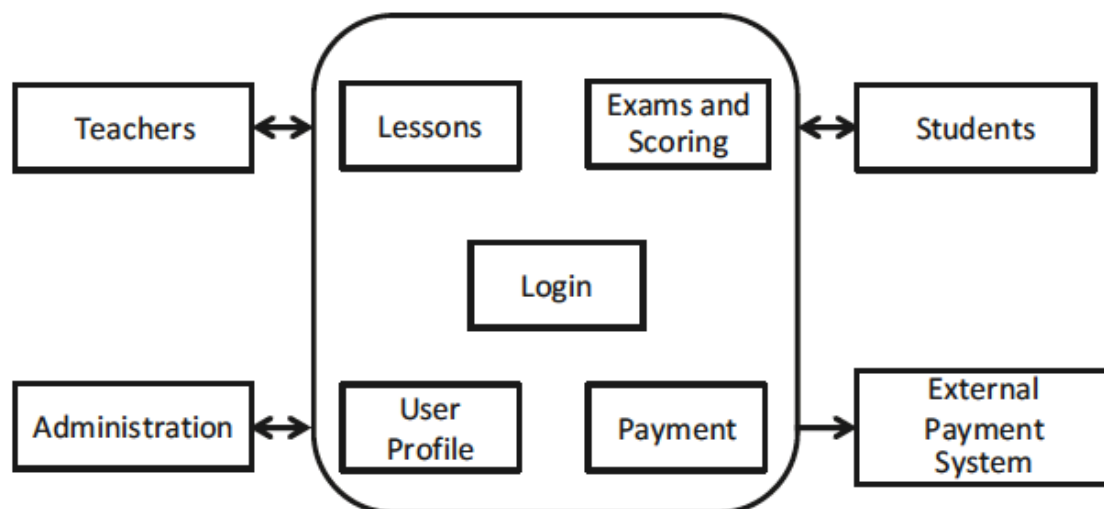 Teachers
Lessons
Exams and
Scoring
Students
Login
Administration
User
Profile
Payment
External
Payment
System